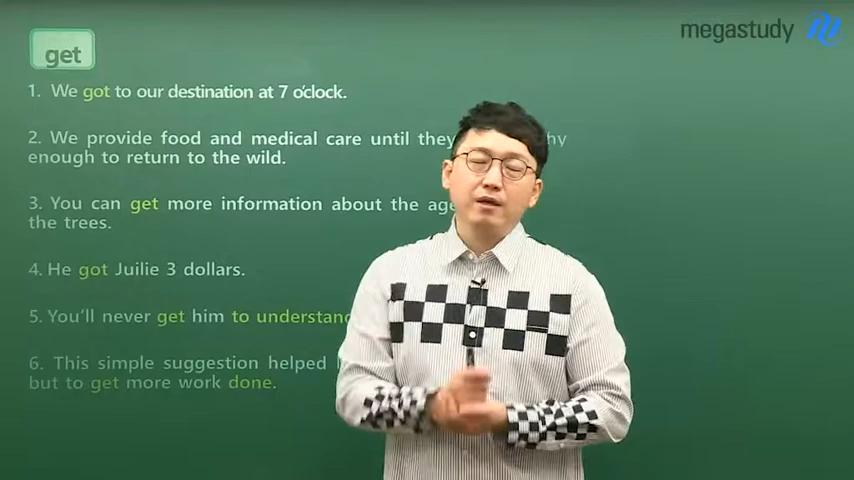 megastudy
get
1. We got to our destination at 7 o'clock.
2. We provide food and medical care until they
enough to return to the wild.
3. You can get more information about the
the trees.
4. He got Juilie 3 dollars.
5. You'll never get him to understand
6. This simple suggestion helped
but to get more work done.